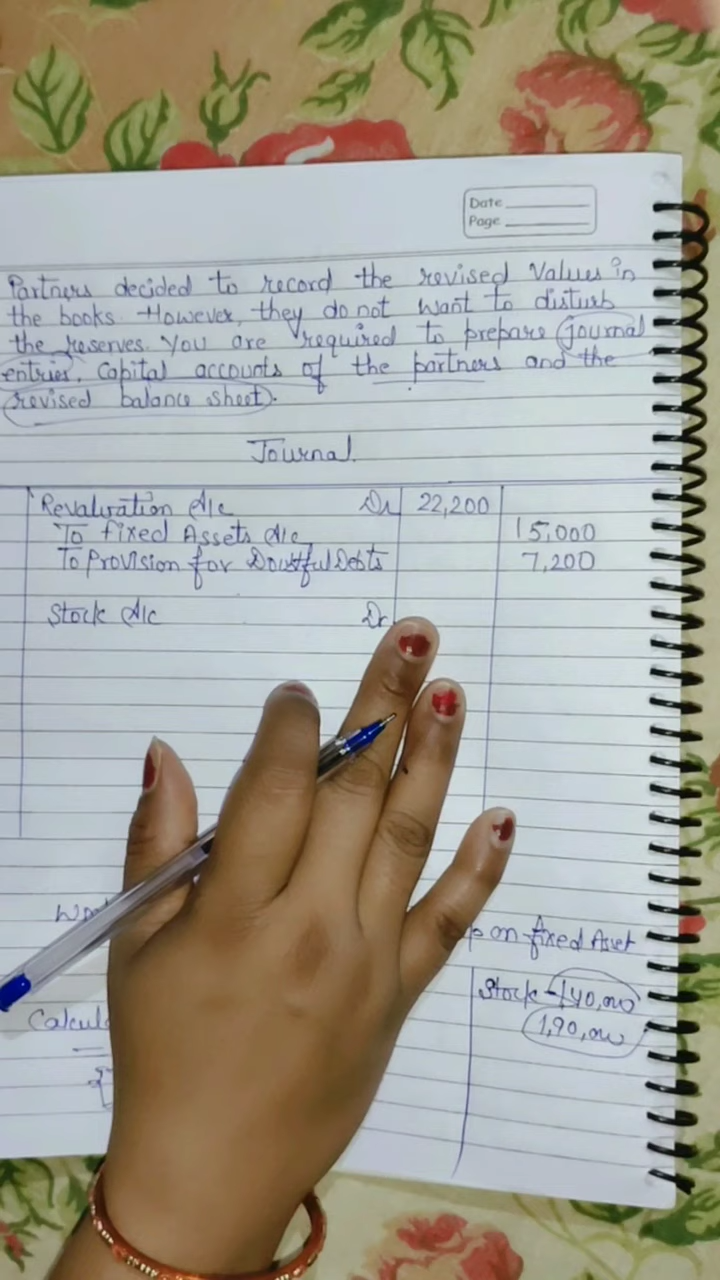 Date
Page
Partners decided to record the revised values in
the books. However, they do not want to disturb
the reserves. You are required to prepare journal
entries, capital accounts of the partners and the
revised balance sheet.
Journal.
Revaluation A/c Dr 22,200
To fixed Assets A/c 15,000
To Provision for Doubtful Debts 7,200
Stock A/c Dr.
on fixed Asset
Stock - 140,000
1,90,000